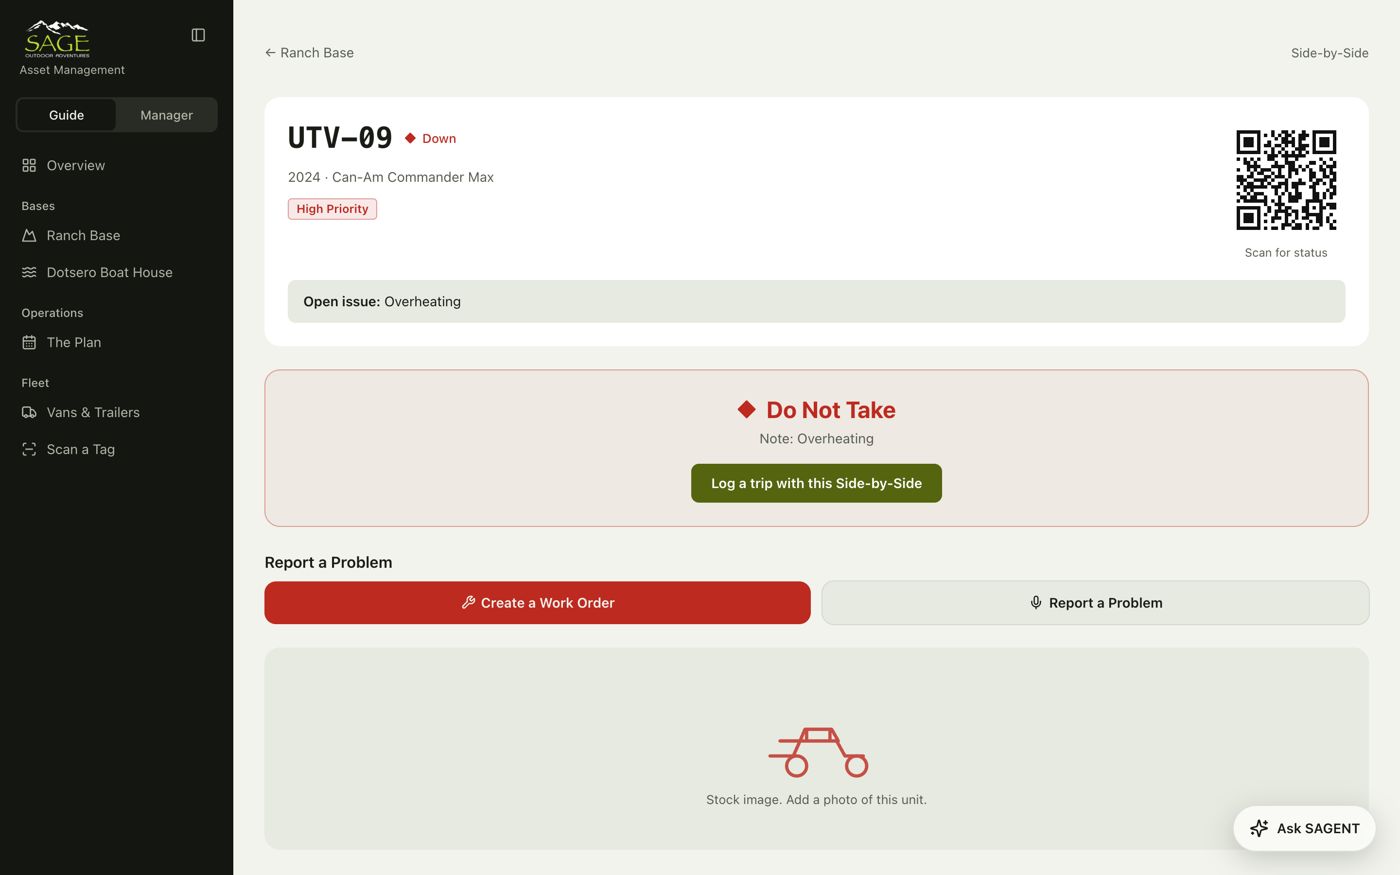 SAGE
OUTDOOR ADVENTURES
Asset Management
Guide
Manager
Overview
Bases
Ranch Base
Dotsero Boat House
Operations
The Plan
Fleet
Vans & Trailers
Scan a Tag
← Ranch Base
Side-by-Side
UTV-09
Down
2024 · Can-Am Commander Max
High Priority
Scan for status
Open issue: Overheating
Do Not Take
Note: Overheating
Log a trip with this Side-by-Side
Report a Problem
Create a Work Order
Report a Problem
Stock image. Add a photo of this unit.
Ask SAGENT